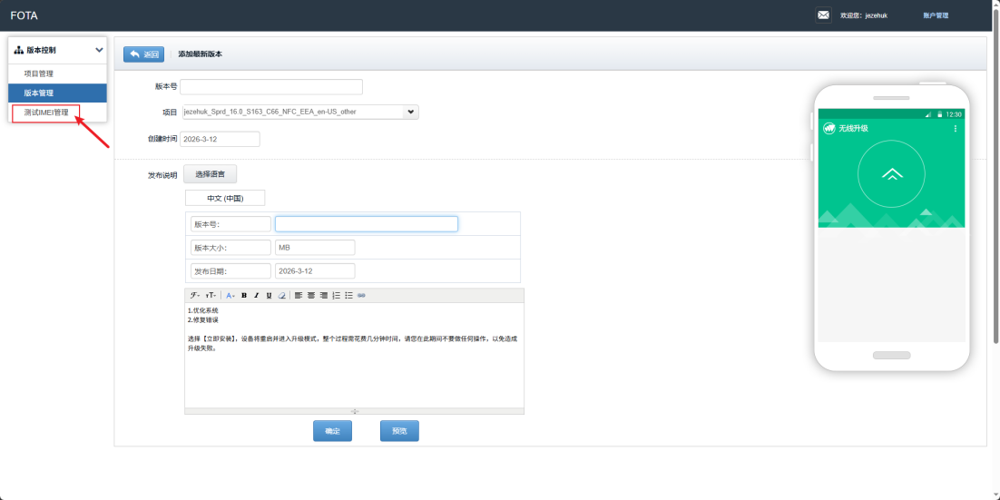 FOTA
欢迎您：jezehuk
账户管理
版本控制
项目管理
版本管理
测试IMEI管理
返回
添加最新版本
版本号
项目
jezehuk_Sprd_16.0_S163_C66_NFC_EEA_en-US_other
创建时间
2026-3-12
发布说明
选择语言
中文 (中国)
版本号：
版本大小：
MB
发布日期：
2026-3-12
1.优化系统
2.修复错误
选择【立即安装】，设备将重启并进入升级模式，整个过程需花费几分钟时间，请您在此期间不要做任何操作，以免造成
升级失败。
确定
预览
12:30
无线升级